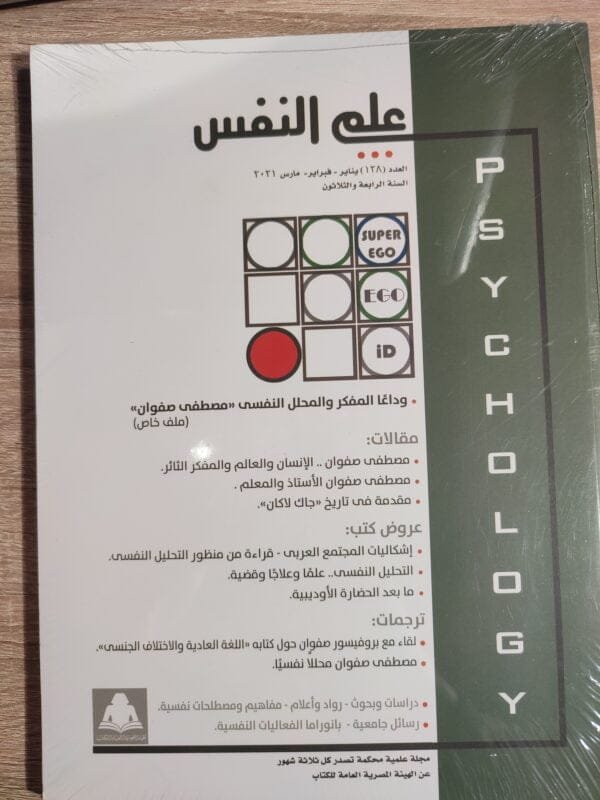 علم النفس
العدد (١٢٨) يناير - فبراير - مارس ٢٠٢١
السنة الرابعة والثلاثون
PSYCHOLOGY
SUPER
EGO
EGO
iD
• وداعًا المفكر والمحلل النفسى «مصطفى صفوان»
(ملف خاص)
مقالات:
• مصطفى صفوان .. الإنسان والعالم والمفكر الثائر.
• مصطفى صفوان الأستاذ والمعلم .
• مقدمة فى تاريخ «جاك لاكان».
عروض كتب:
• إشكاليات المجتمع العربى - قراءة من منظور التحليل النفسى.
• التحليل النفسى.. علمًا وعلاجًا وقضية.
• ما بعد الحضارة الأوديبية.
ترجمات:
• لقاء مع بروفيسور صفوان حول كتابه «اللغة العادية والاختلاف الجنسى».
• مصطفى صفوان محللا نفسيًا.
• دراسات وبحوث - رواد وأعلام - مفاهيم ومصطلحات نفسية.
• رسائل جامعية - بانوراما الفعاليات النفسية.
مجلة علمية محكمة تصدر كل ثلاثة شهور
عن الهيئة المصرية العامة للكتاب